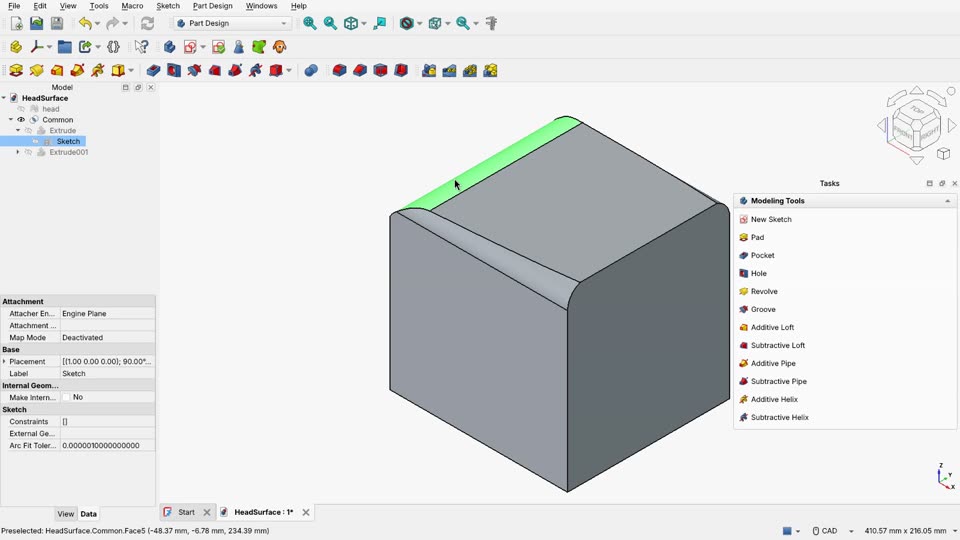 File Edit View Tools Macro Sketch Part Design Windows Help
Part Design
Model
HeadSurface
head
Common
Extrude
Sketch
Extrude001
FRONT
RIGHT
Tasks
Modeling Tools
New Sketch
Pad
Pocket
Hole
Revolve
Groove
Additive Loft
Subtractive Loft
Additive Pipe
Subtractive Pipe
Additive Helix
Subtractive Helix
Attachment
Attacher En... Engine Plane
Attachment ...
Map Mode Deactivated
Base
Placement [(1.00 0.00 0.00); 90.00°...
Label Sketch
Internal Geom...
Make Intern... No
Sketch
Constraints []
External Ge...
Arc Fit Toler... 0.0000010000000000
Z
Y
X
View Data
Start
HeadSurface : 1*
Preselected: HeadSurface.Common.Face5 (-48.37 mm, -6.78 mm, 234.39 mm)
CAD
410.57 mm x 216.05 mm